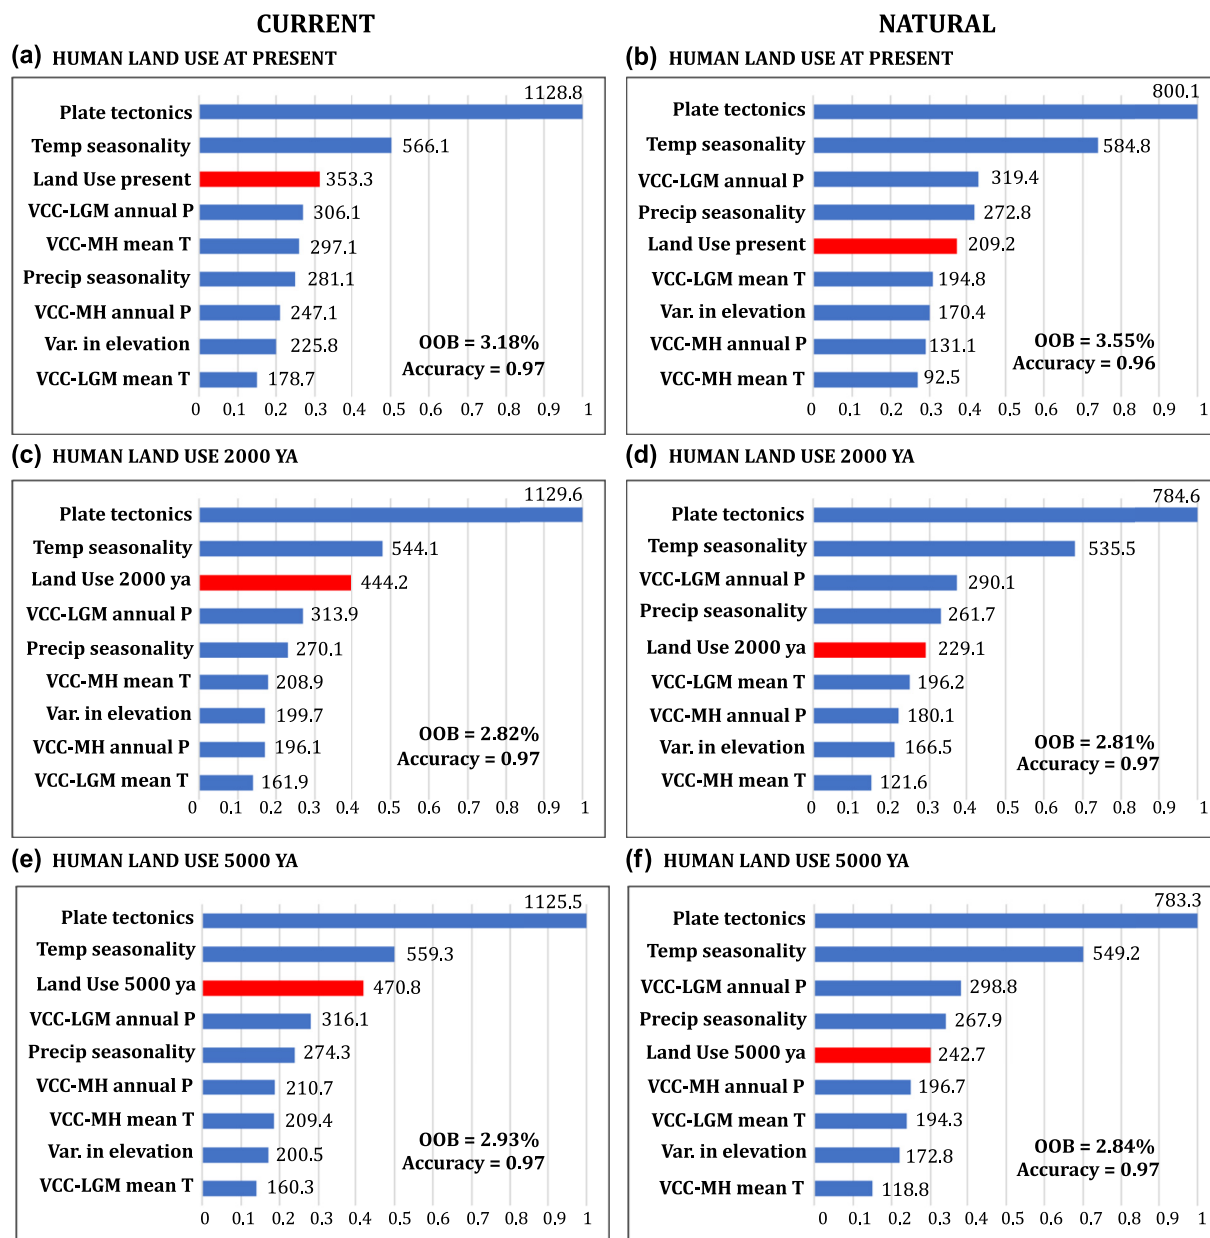 CURRENT
NATURAL
(a) HUMAN LAND USE AT PRESENT
1128.8
Plate tectonics
Temp seasonality 566.1
Land Use present 353.3
VCC-LGM annual P 306.1
VCC-MH mean T 297.1
Precip seasonality 281.1
VCC-MH annual P 247.1
Var. in elevation 225.8
VCC-LGM mean T 178.7
OOB = 3.18%
Accuracy = 0.97
0 0.1 0.2 0.3 0.4 0.5 0.6 0.7 0.8 0.9 1
(b) HUMAN LAND USE AT PRESENT
800.1
Plate tectonics
Temp seasonality 584.8
VCC-LGM annual P 319.4
Precip seasonality 272.8
Land Use present 209.2
VCC-LGM mean T 194.8
Var. in elevation 170.4
VCC-MH annual P 131.1
VCC-MH mean T 92.5
OOB = 3.55%
Accuracy = 0.96
0 0.1 0.2 0.3 0.4 0.5 0.6 0.7 0.8 0.9 1
(c) HUMAN LAND USE 2000 YA
1129.6
Plate tectonics
Temp seasonality 544.1
Land Use 2000 ya 444.2
VCC-LGM annual P 313.9
Precip seasonality 270.1
VCC-MH mean T 208.9
Var. in elevation 199.7
VCC-MH annual P 196.1
VCC-LGM mean T 161.9
OOB = 2.82%
Accuracy = 0.97
0 0.1 0.2 0.3 0.4 0.5 0.6 0.7 0.8 0.9 1
(d) HUMAN LAND USE 2000 YA
784.6
Plate tectonics
Temp seasonality 535.5
VCC-LGM annual P 290.1
Precip seasonality 261.7
Land Use 2000 ya 229.1
VCC-LGM mean T 196.2
VCC-MH annual P 180.1
Var. in elevation 166.5
VCC-MH mean T 121.6
OOB = 2.81%
Accuracy = 0.97
0 0.1 0.2 0.3 0.4 0.5 0.6 0.7 0.8 0.9 1
(e) HUMAN LAND USE 5000 YA
1125.5
Plate tectonics
Temp seasonality 559.3
Land Use 5000 ya 470.8
VCC-LGM annual P 316.1
Precip seasonality 274.3
VCC-MH annual P 210.7
VCC-MH mean T 209.4
Var. in elevation 200.5
VCC-LGM mean T 160.3
OOB = 2.93%
Accuracy = 0.97
0 0.1 0.2 0.3 0.4 0.5 0.6 0.7 0.8 0.9 1
(f) HUMAN LAND USE 5000 YA
783.3
Plate tectonics
Temp seasonality 549.2
VCC-LGM annual P 298.8
Precip seasonality 267.9
Land Use 5000 ya 242.7
VCC-MH annual P 196.7
VCC-LGM mean T 194.3
Var. in elevation 172.8
VCC-MH mean T 118.8
OOB = 2.84%
Accuracy = 0.97
0 0.1 0.2 0.3 0.4 0.5 0.6 0.7 0.8 0.9 1